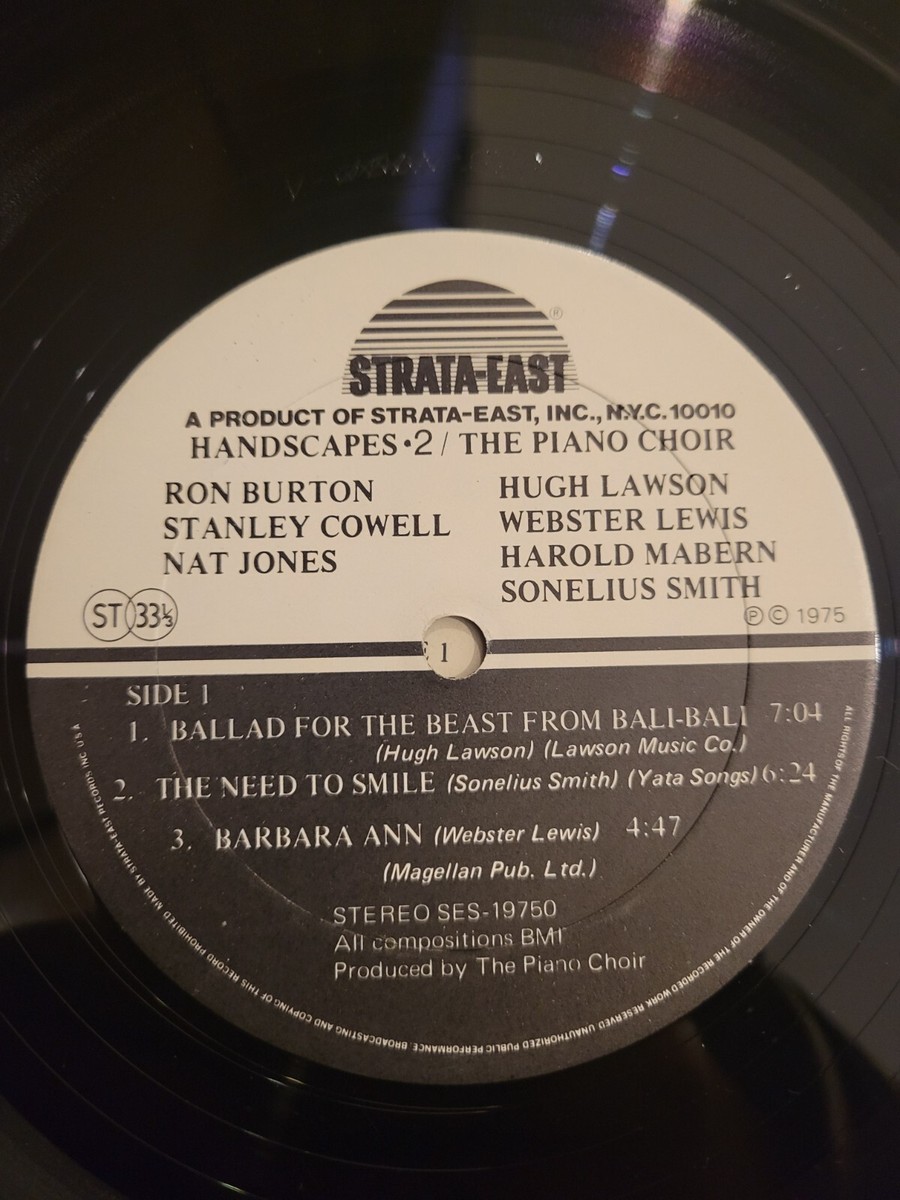 STRATA-EAST ®
A PRODUCT OF STRATA-EAST, INC., N.Y.C. 10010
HANDSCAPES • 2 / THE PIANO CHOIR
RON BURTON
STANLEY COWELL
NAT JONES
HUGH LAWSON
WEBSTER LEWIS
HAROLD MABERN
SONELIUS SMITH
ST 33⅓
Ⓟ © 1975
1
SIDE 1
1. BALLAD FOR THE BEAST FROM BALI-BALI 7:04
(Hugh Lawson) (Lawson Music Co.)
2. THE NEED TO SMILE (Sonelius Smith) (Yata Songs) 6:24
3. BARBARA ANN (Webster Lewis) 4:47
(Magellan Pub. Ltd.)
STEREO SES-19750
All compositions BMI
Produced by The Piano Choir
ALL RIGHTS OF THE MANUFACTURER AND OF THE OWNER OF THE RECORDED WORK RESERVED UNAUTHORIZED PUBLIC PERFORMANCE, BROADCASTING AND COPYING OF THIS RECORD PROHIBITED MADE BY STRATA-EAST RECORDS INC U S A